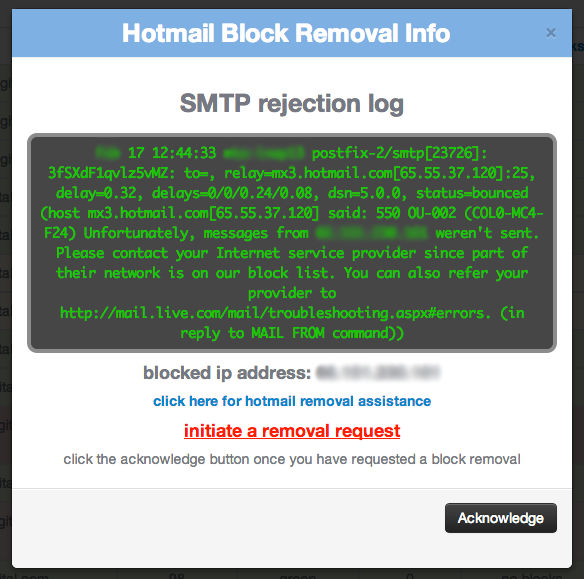 Hotmail Block Removal Info
×
SMTP rejection log
17 12:44:33 postfix-2/smtp[23726]:
3fSXdF1qvlz5vMZ: to=, relay=mx3.hotmail.com[65.55.37.120]:25,
delay=0.32, delays=0/0/0.24/0.08, dsn=5.0.0, status=bounced
(host mx3.hotmail.com[65.55.37.120] said: 550 OU-002 (COL0-MC4-
F24) Unfortunately, messages from weren't sent.
Please contact your Internet service provider since part of
their network is on our block list. You can also refer your
provider to
http://mail.live.com/mail/troubleshooting.aspx#errors. (in
reply to MAIL FROM command))
blocked ip address:
click here for hotmail removal assistance
initiate a removal request
click the acknowledge button once you have requested a block removal
Acknowledge